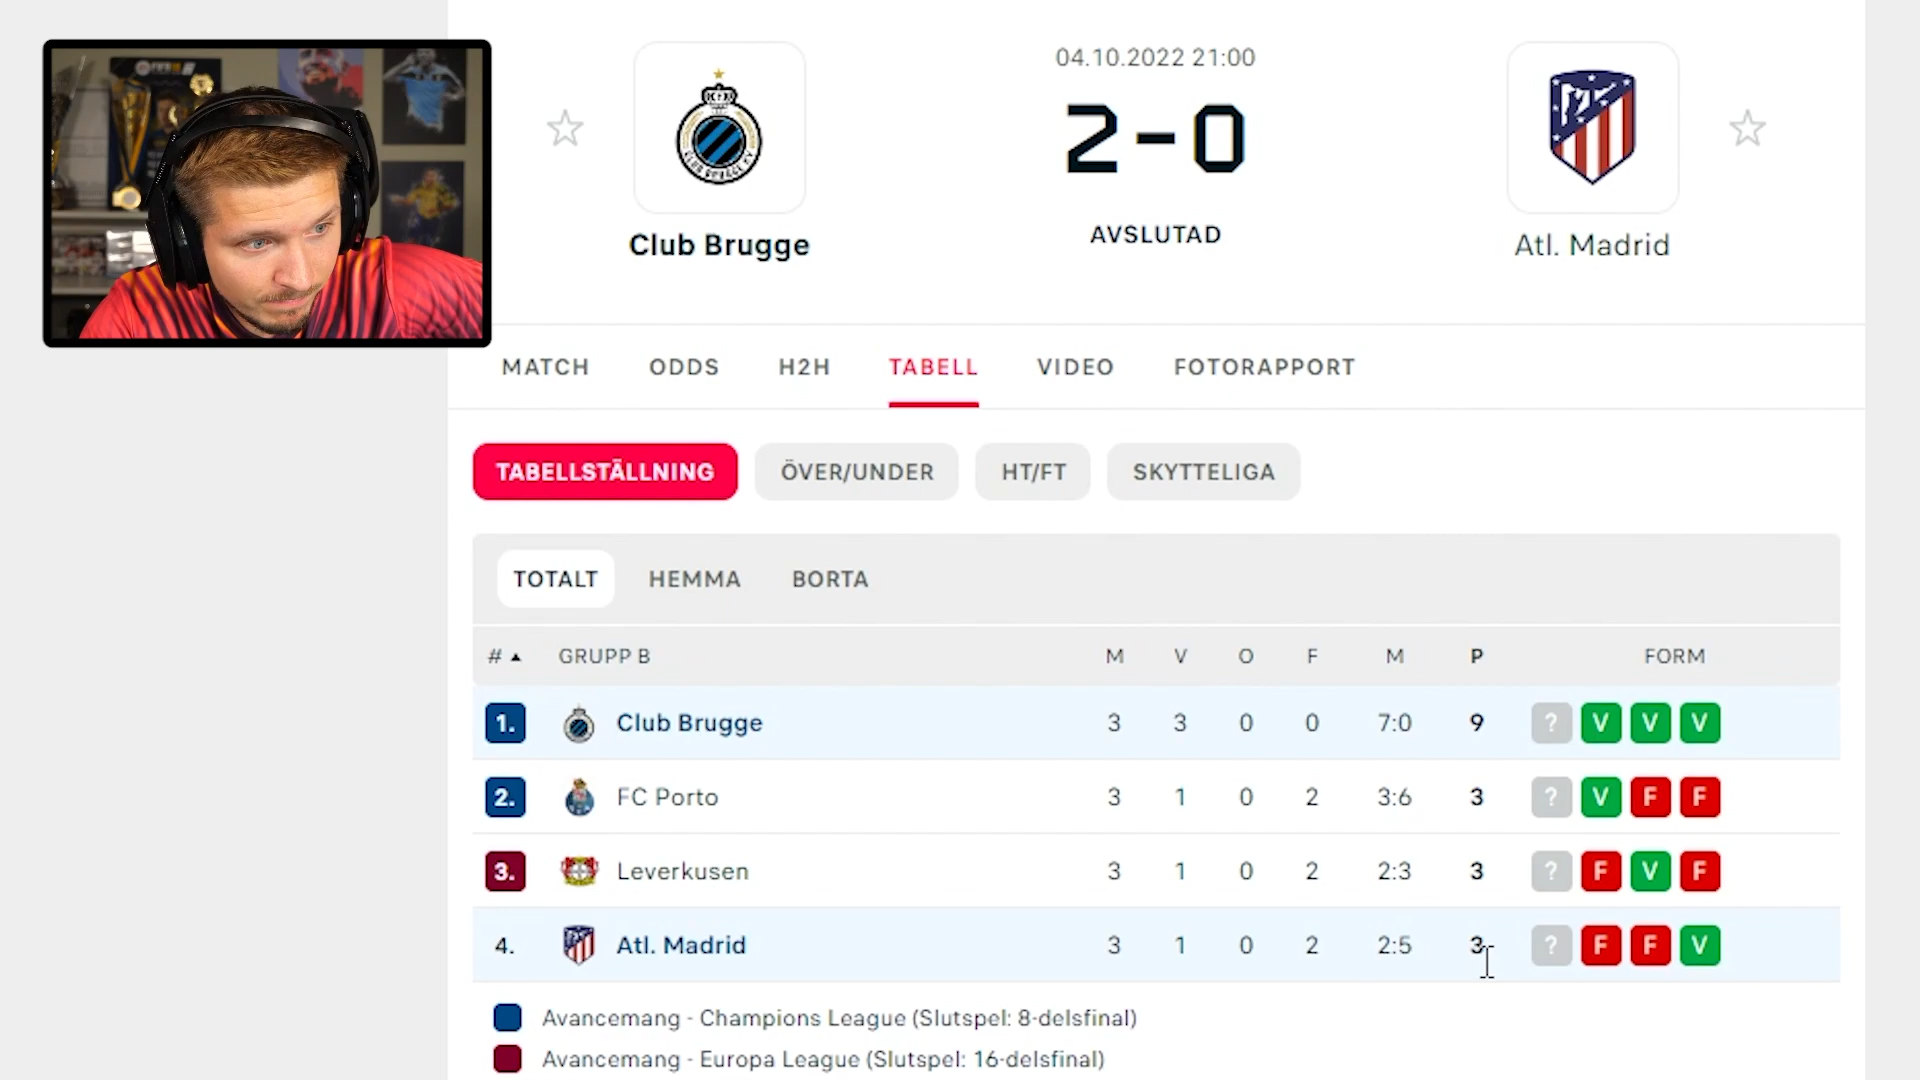 04.10.2022 21:00
2-0
AVSLUTAD
Club Brugge
Atl. Madrid
MATCH ODDS H2H TABELL VIDEO FOTORAPPORT
TABELLSTÄLLNING ÖVER/UNDER HT/FT SKYTTELIGA
TOTALT HEMMA BORTA
# GRUPP B M V O F M P FORM
1. Club Brugge 3 3 0 0 7:0 9 ? V V V
2. FC Porto 3 1 0 2 3:6 3 ? V F F
3. Leverkusen 3 1 0 2 2:3 3 ? F V F
4. Atl. Madrid 3 1 0 2 2:5 3 ? F F V
Avancemang - Champions League (Slutspel: 8-delsfinal)
Avancemang - Europa League (Slutspel: 16-delsfinal)